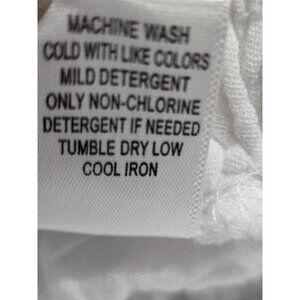 MACHINE WASH
COLD WITH LIKE COLORS
MILD DETERGENT
ONLY NON-CHLORINE
DETERGENT IF NEEDED
TUMBLE DRY LOW
COOL IRON